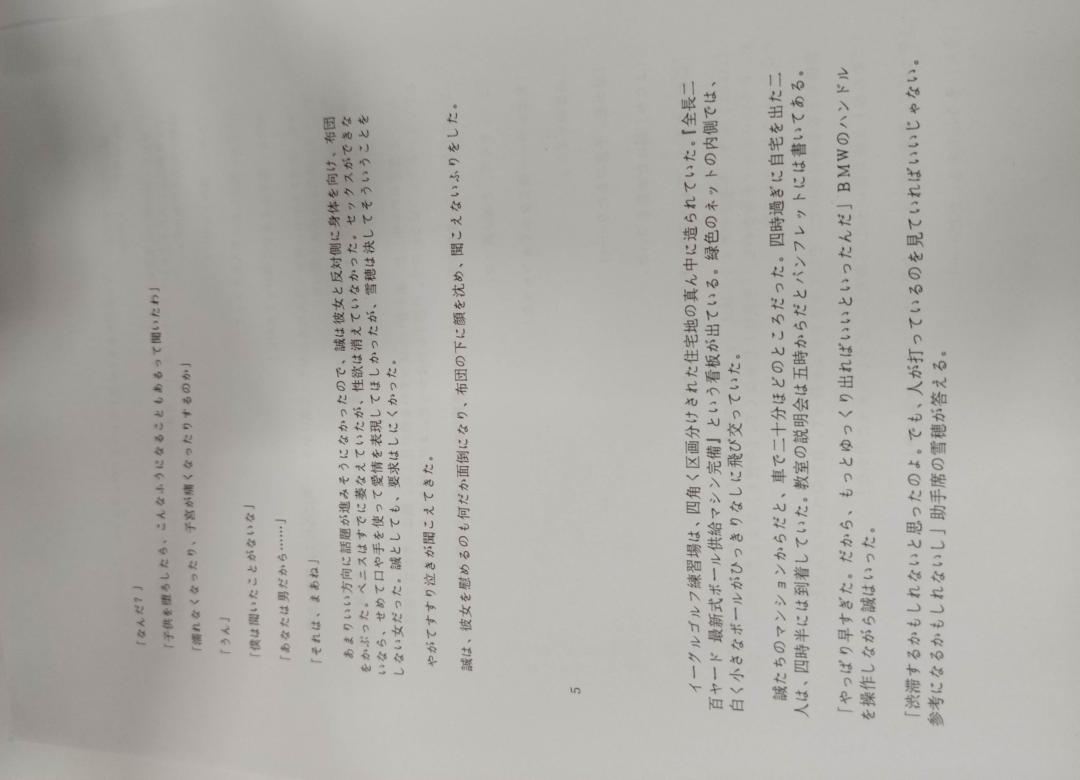 「なんだ？」
「子供を堕ろしたら、こんなふうになることもあるって聞いたわ」
「濡れなくなったり、子宮が痛くなったりするのか」
「うん」
「僕は聞いたことがないな」
「あなたは男だから……」
「それは、まあね」
あまりいい方向に話題が進みそうになかったので、誠は彼女と反対側に身体を向け、布団
をかぶった。ペニスはすでに萎えていたが、性欲は消えていなかった。セックスができな
いなら、せめて口や手を使って愛情を表現してほしかったが、雪穂は決してそういうことを
しない女だった。誠としても、要求はしにくかった。
やがてすすり泣きが聞こえてきた。
誠は、彼女を慰めるのも何だか面倒になり、布団の下に顔を沈め、聞こえないふりをした。
5
イーグルゴルフ練習場は、四角く区画分けされた住宅地の真ん中に造られていた。『全長二
百ヤード 最新式ボール供給マシン完備』という看板が出ている。緑色のネットの内側では、
白く小さなボールがひっきりなしに飛び交っていた。
誠たちのマンションからだと、車で二十分ほどのところだった。四時過ぎに自宅を出た二
人は、四時半には到着していた。教室の説明会は五時からだとパンフレットには書いてある。
「やっぱり早すぎた。だから、もっとゆっくり出ればいいといったんだ」BMWのハンドル
を操作しながら誠はいった。
「渋滞するかもしれないと思ったのよ。でも、人が打っているのを見ていればいいじゃない。
参考になるかもしれないし」助手席の雪穂が答える。